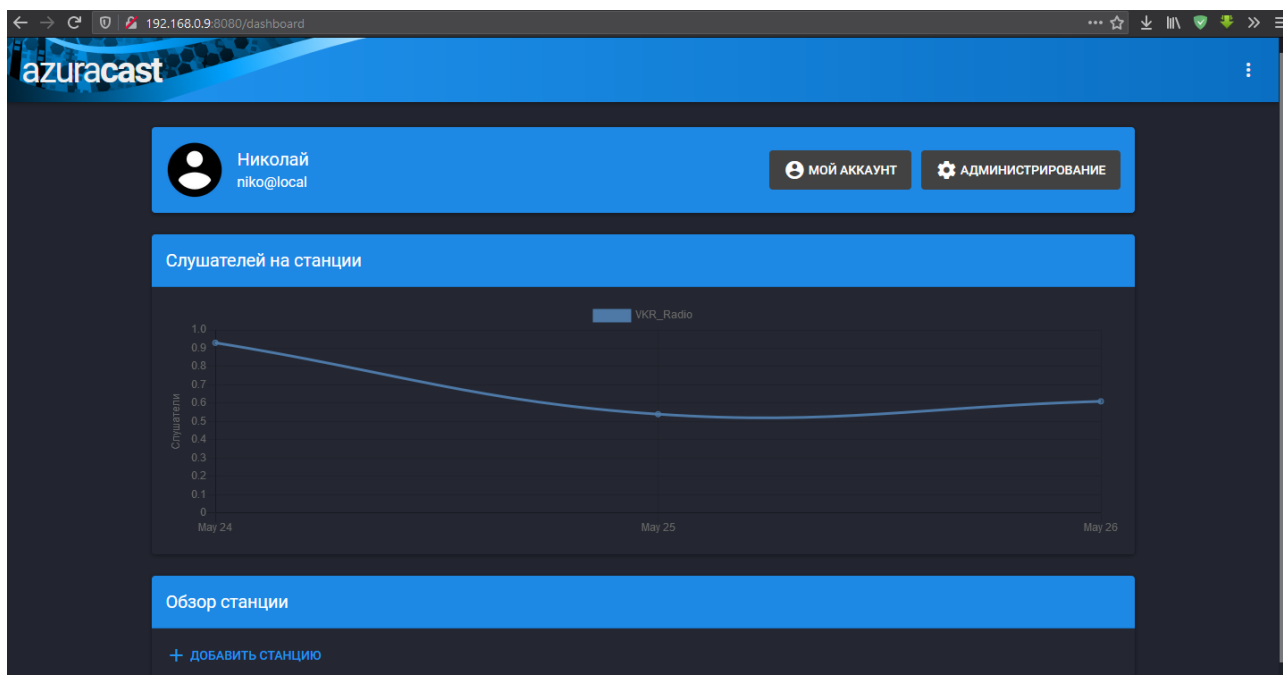 192.168.0.9:8080/dashboard
azuracast
Николай
niko@local
МОЙ АККАУНТ
АДМИНИСТРИРОВАНИЕ
Слушателей на станции
VKR_Radio
1.0
0.9
0.8
0.7
0.6
0.5
0.4
0.3
0.2
0.1
0
Слушатели
May 24
May 25
May 26
Обзор станции
+ ДОБАВИТЬ СТАНЦИЮ